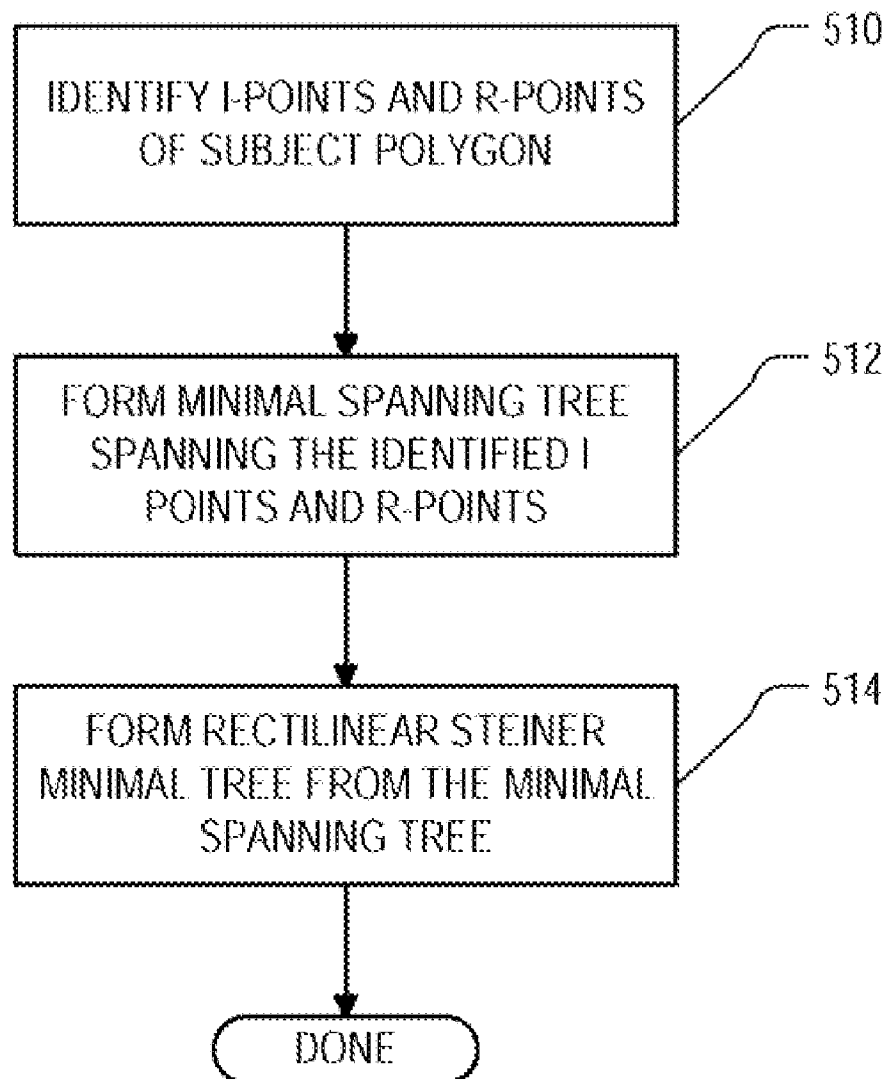 510
IDENTIFY I-POINTS AND R-POINTS
OF SUBJECT POLYGON
512
FORM MINIMAL SPANNING TREE
SPANNING THE IDENTIFIED I
POINTS AND R-POINTS
514
FORM RECTILINEAR STEINER
MINIMAL TREE FROM THE MINIMAL
SPANNING TREE
DONE